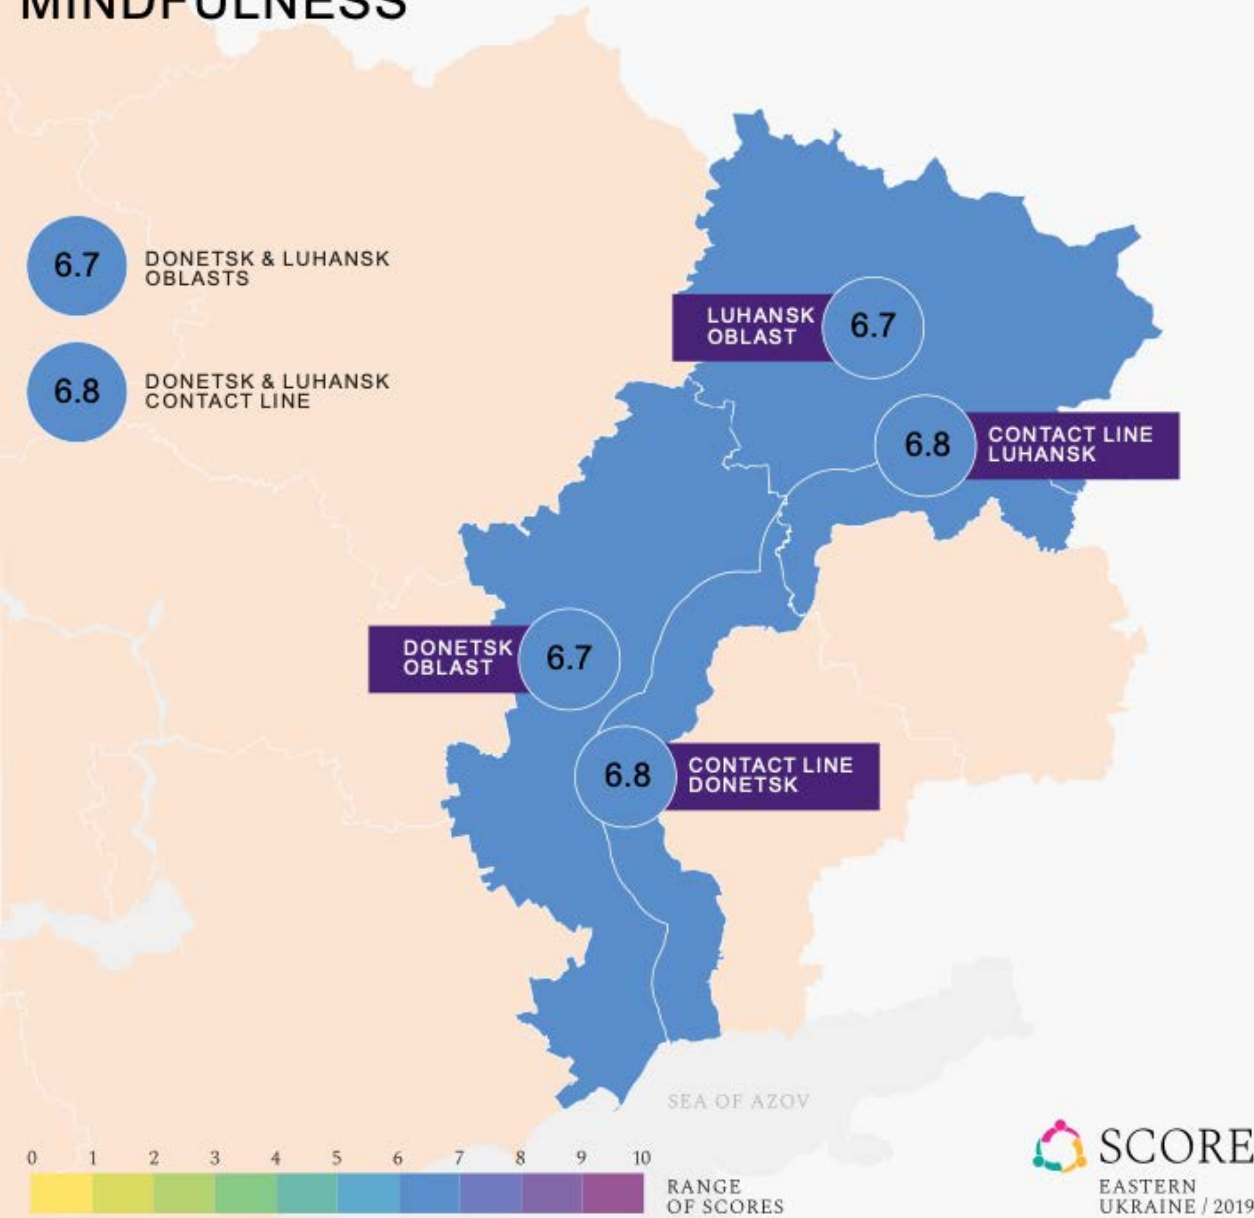 MINDFULNESS
6.7
DONETSK & LUHANSK
OBLASTS
6.8
DONETSK & LUHANSK
CONTACT LINE
LUHANSK
OBLAST
6.7
6.8
CONTACT LINE
LUHANSK
DONETSK
OBLAST
6.7
6.8
CONTACT LINE
DONETSK
SEA OF AZOV
0 1 2 3 4 5 6 7 8 9 10
RANGE
OF SCORES
SCORE
EASTERN
UKRAINE / 2019